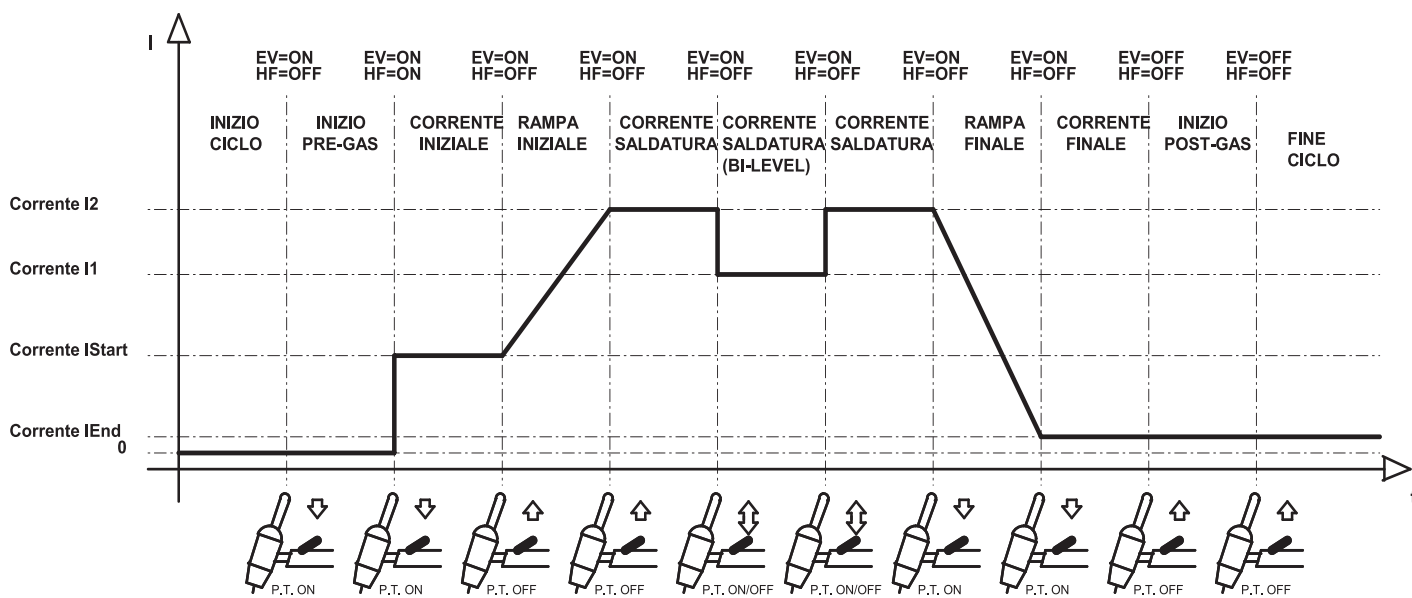 I
EV=ON EV=ON EV=ON EV=ON EV=ON EV=ON EV=ON EV=ON EV=OFF EV=OFF
HF=OFF HF=ON HF=OFF HF=OFF HF=OFF HF=OFF HF=OFF HF=OFF HF=OFF HF=OFF
INIZIO CICLO
INIZIO PRE-GAS
CORRENTE INIZIALE
RAMPA INIZIALE
CORRENTE SALDATURA
CORRENTE SALDATURA (BI-LEVEL)
CORRENTE SALDATURA
RAMPA FINALE
CORRENTE FINALE
INIZIO POST-GAS
FINE CICLO
Corrente I2
Corrente I1
Corrente IStart
Corrente IEnd
0
P.T. ON P.T. ON P.T. OFF P.T. OFF P.T. ON/OFF P.T. ON/OFF P.T. ON P.T. ON P.T. OFF P.T. OFF